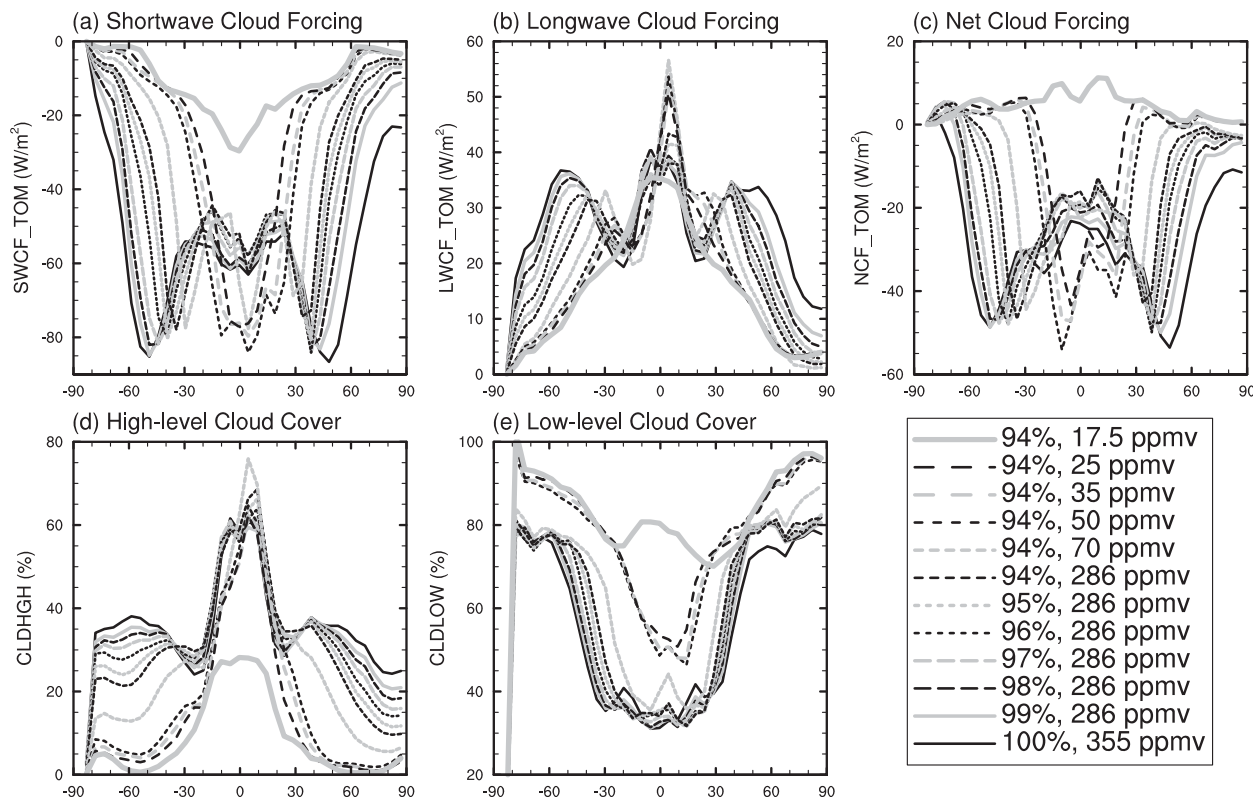 (a) Shortwave Cloud Forcing
(b) Longwave Cloud Forcing
(c) Net Cloud Forcing
SWCF_TOM (W/m²)
0
-20
-40
-60
-80
-90 -60 -30 0 30 60 90
LWCF_TOM (W/m²)
60
50
40
30
20
10
0
-90 -60 -30 0 30 60 90
NCF_TOM (W/m²)
20
0
-20
-40
-60
-90 -60 -30 0 30 60 90
(d) High-level Cloud Cover
(e) Low-level Cloud Cover
CLDHGH (%)
80
60
40
20
0
-90 -60 -30 0 30 60 90
CLDLOW (%)
100
80
60
40
20
-90 -60 -30 0 30 60 90
94%, 17.5 ppmv
94%, 25 ppmv
94%, 35 ppmv
94%, 50 ppmv
94%, 70 ppmv
94%, 286 ppmv
95%, 286 ppmv
96%, 286 ppmv
97%, 286 ppmv
98%, 286 ppmv
99%, 286 ppmv
100%, 355 ppmv